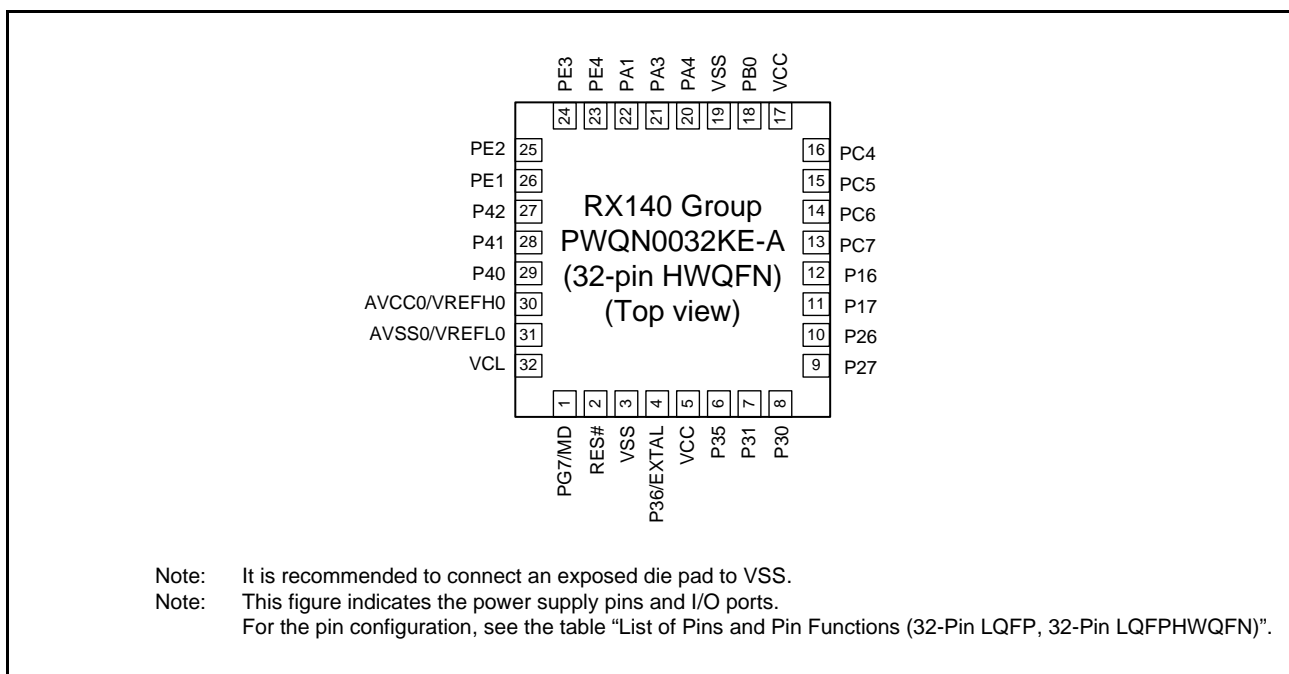 PE3
PE4
PA1
PA3
PA4
VSS
PB0
VCC
24
23
22
21
20
19
18
17
PE2 25
PE1 26
P42 27
P41 28
P40 29
AVCC0/VREFH0 30
AVSS0/VREFL0 31
VCL 32
RX140 Group
PWQN0032KE-A
(32-pin HWQFN)
(Top view)
16 PC4
15 PC5
14 PC6
13 PC7
12 P16
11 P17
10 P26
9 P27
1
2
3
4
5
6
7
8
PG7/MD
RES#
VSS
P36/EXTAL
VCC
P35
P31
P30
Note: It is recommended to connect an exposed die pad to VSS.
Note: This figure indicates the power supply pins and I/O ports.
For the pin configuration, see the table “List of Pins and Pin Functions (32-Pin LQFP, 32-Pin LQFPHWQFN)”.